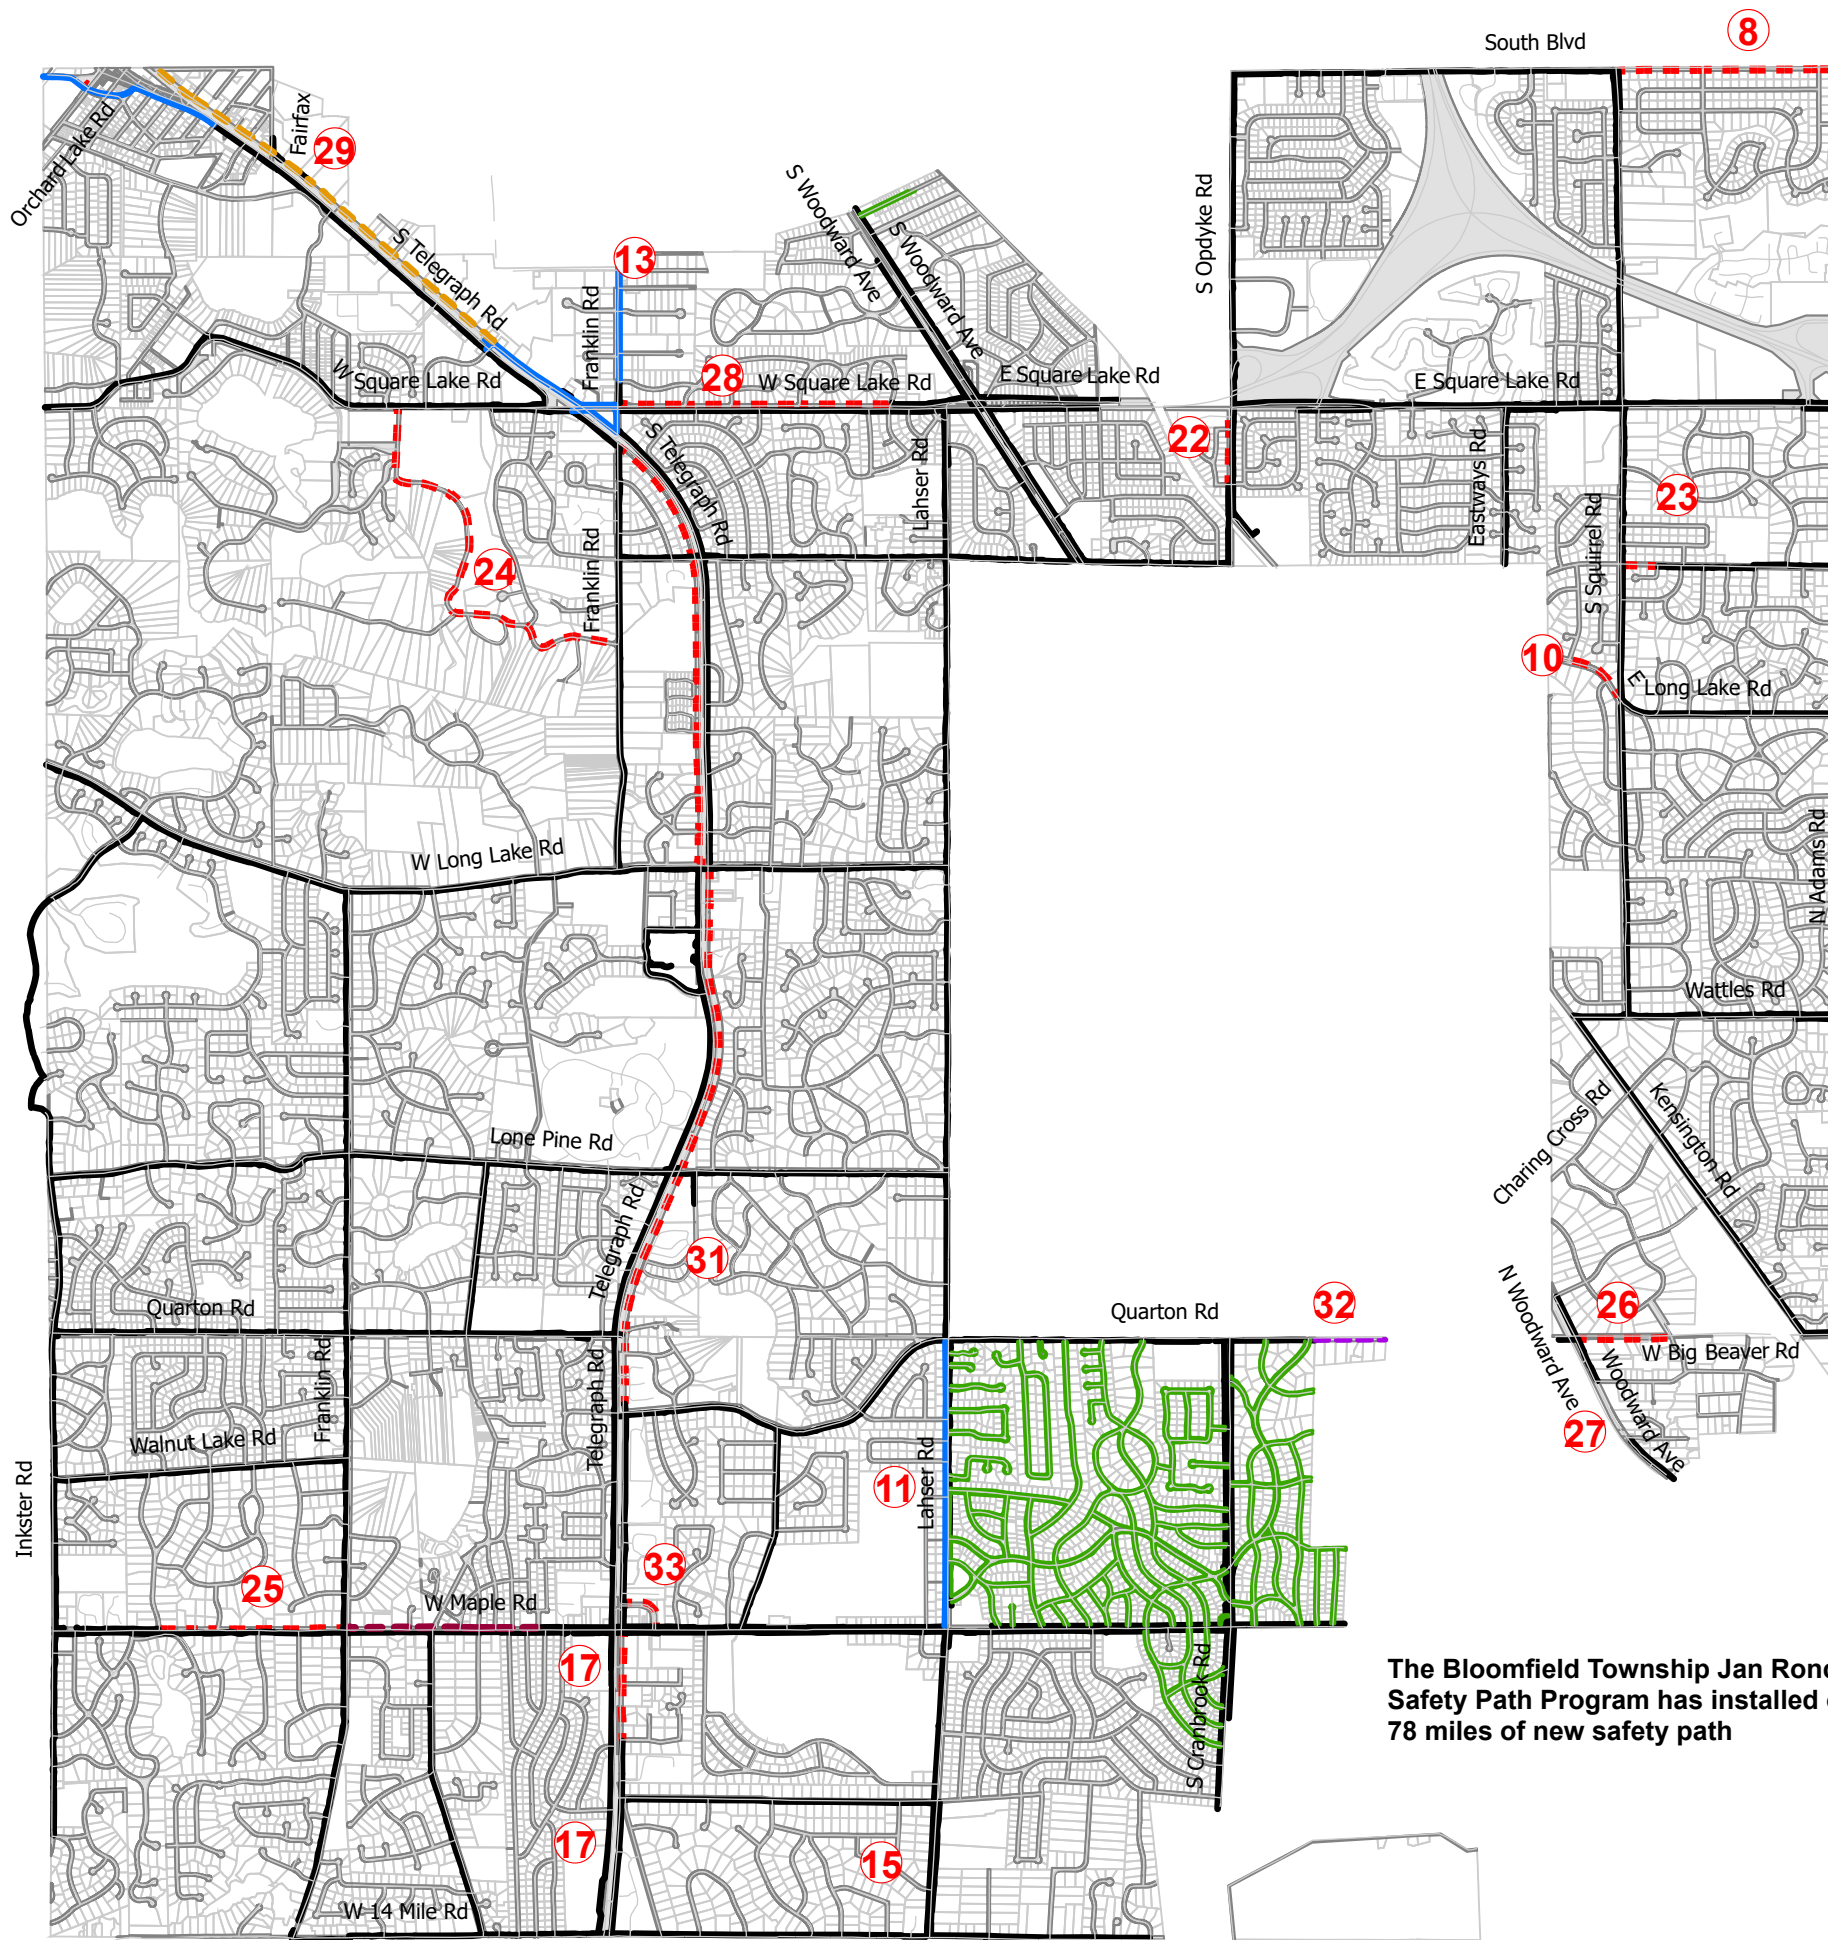 8
South Blvd
Fairfax
29
Orchard Lake Rd
S Woodward Ave
S Opdyke Rd
S Woodward Ave
S Telegraph Rd
13
Franklin Rd
W Square Lake Rd
28
W Square Lake Rd
E Square Lake Rd
E Square Lake Rd
22
S Telegraph Rd
Lahser Rd
Eastways Rd
23
24
Franklin Rd
S Squirrel Rd
10
E Long Lake Rd
W Long Lake Rd
N Adams Rd
Wattles Rd
Charing Cross Rd
Kensington Rd
Lone Pine Rd
Telegraph Rd
31
Quarton Rd
Quarton Rd
32
26
N Woodward Ave
W Big Beaver Rd
Woodward Ave
27
Franklin Rd
Telegraph Rd
Walnut Lake Rd
Inkster Rd
11
Lahser Rd
33
25
W Maple Rd
17
S Cranbrook Rd
The Bloomfield Township Jan
Safety Path Program has installed
78 miles of new safety path
17
15
W 14 Mile Rd